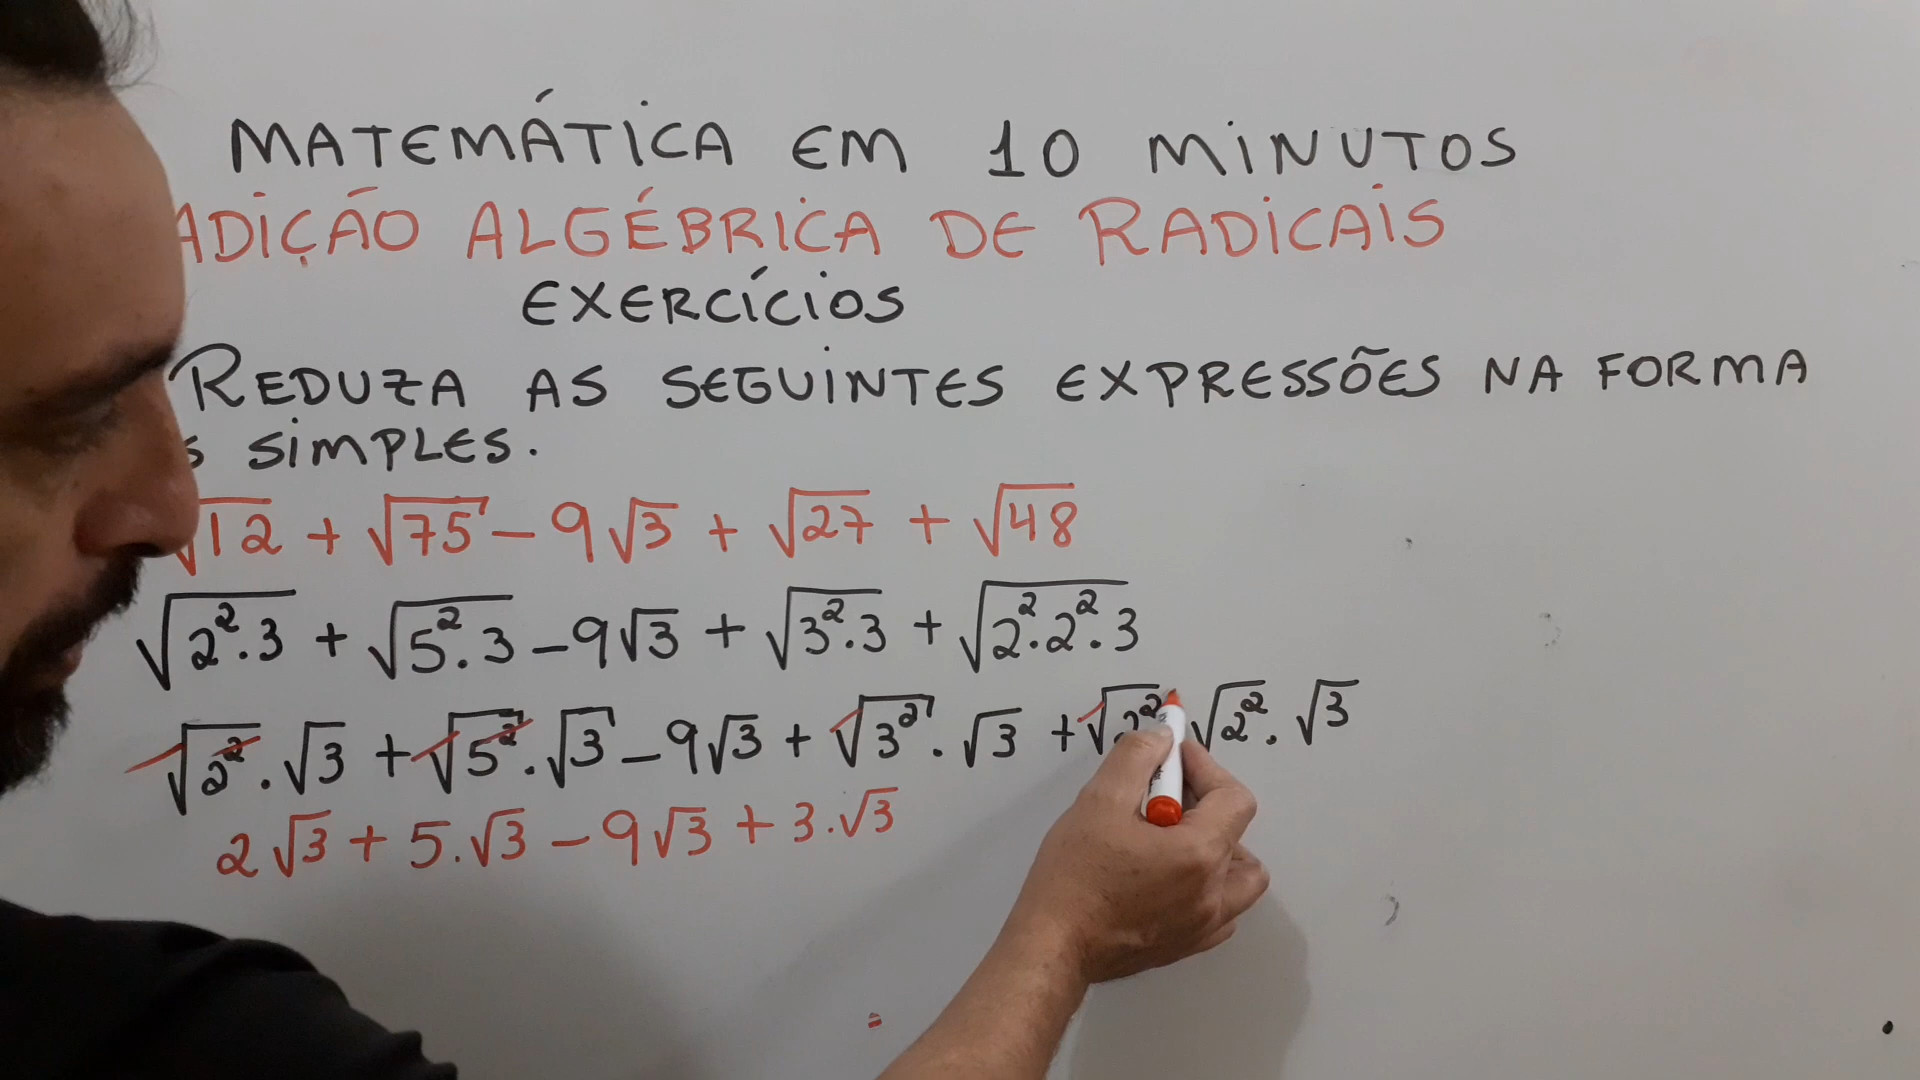 MATEMÁTICA EM 10 MINUTOS
ADIÇÃO ALGÉBRICA DE RADICAIS
EXERCÍCIOS
REDUZA AS SEGUINTES EXPRESSÕES NA FORMA
S SIMPLES.
√12 + √75 - 9√3 + √27 + √48
√2².3 + √5².3 - 9√3 + √3².3 + √2².2².3
√2².√3 + √5².√3 - 9√3 + √3².√3 + √2² √2².√3
2√3 + 5.√3 - 9√3 + 3.√3